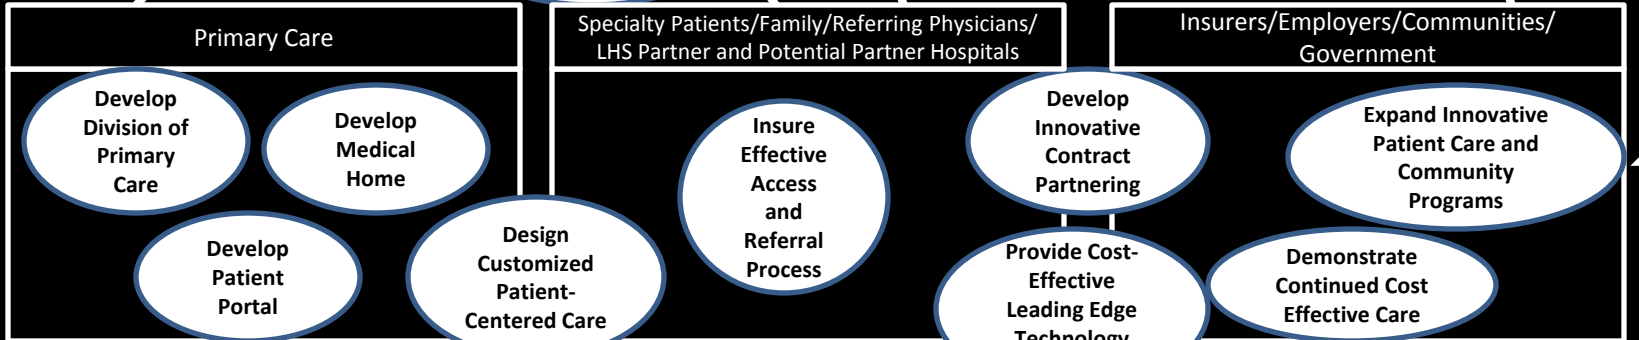 Primary Care
Specialty Patients/Family/Referring Physicians/
LHS Partner and Potential Partner Hospitals
Insurers/Employers/Communities/
Government
Develop
Division of
Primary
Care
Develop
Medical
Home
Develop
Patient
Portal
Design
Customized
Patient-
Centered Care
Insure
Effective
Access
and
Referral
Process
Develop
Innovative
Contract
Partnering
Provide Cost-
Effective
Leading Edge
Technology
Expand Innovative
Patient Care and
Community
Programs
Demonstrate
Continued Cost
Effective Care